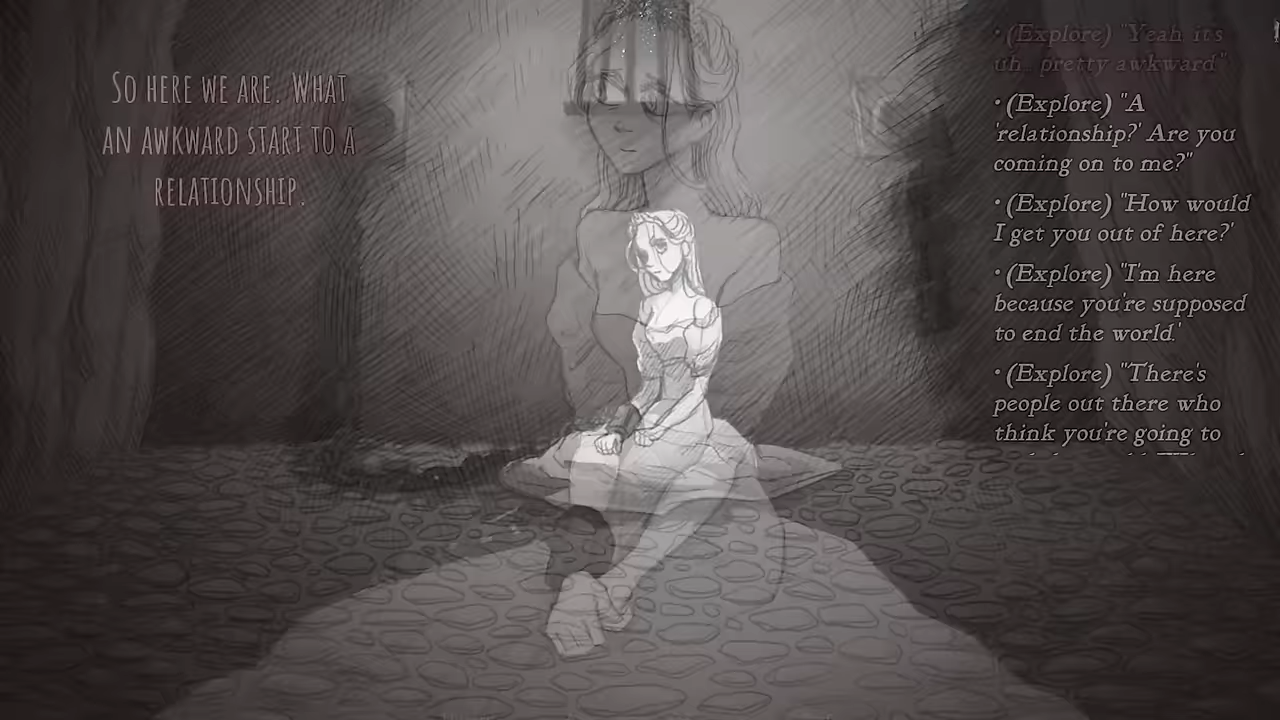 So here we are. What
an awkward start to a
relationship.
• (Explore) "Yeah it's
uh.. pretty awkward"
• (Explore) "A
'relationship?' Are you
coming on to me?"
• (Explore) "How would
I get you out of here?'
• (Explore) "I'm here
because you're supposed
to end the world.'
• (Explore) "There's
people out there who
think you're going to